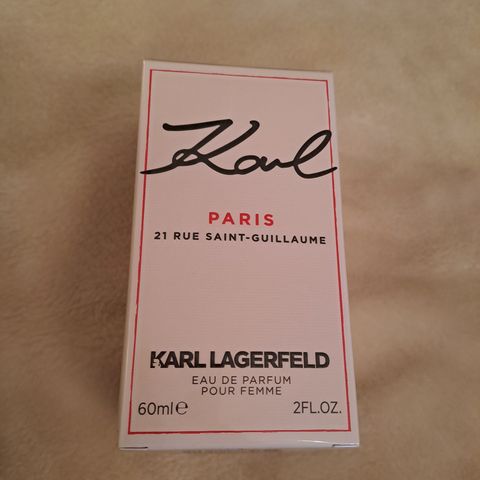 Karl
PARIS
21 RUE SAINT-GUILLAUME
KARL LAGERFELD
EAU DE PARFUM
POUR FEMME
60ml℮ 2FL.OZ.